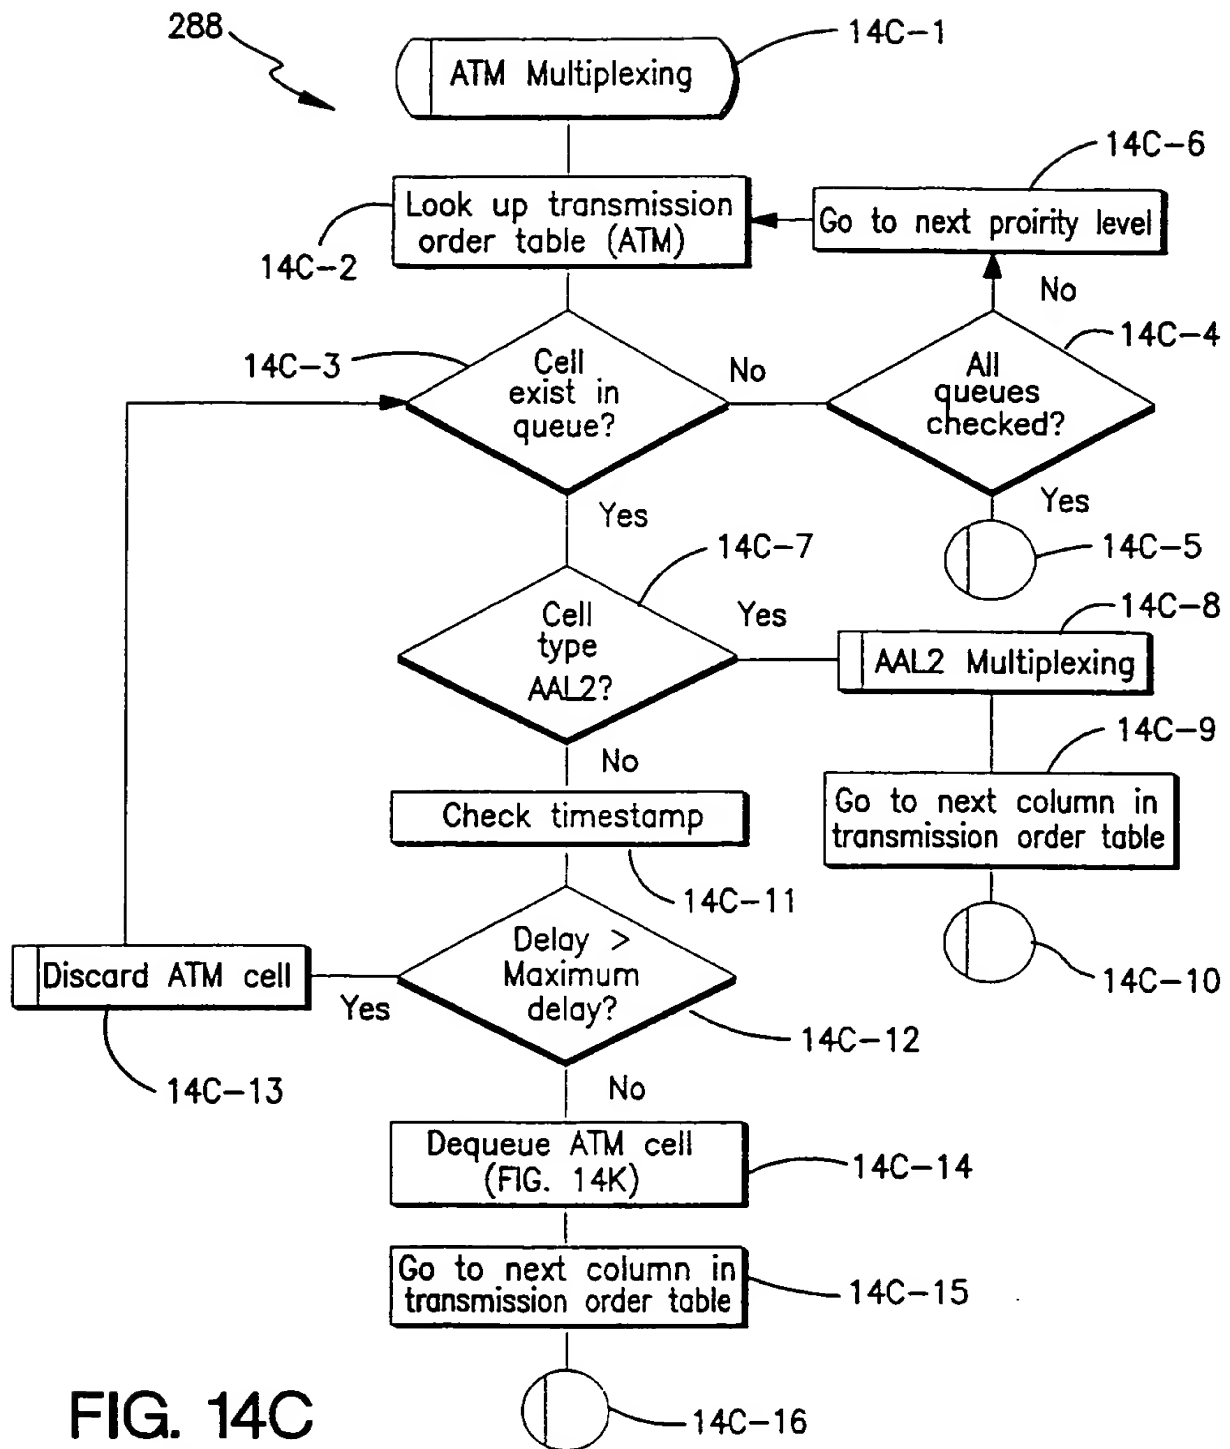 288
14C-1
ATM Multiplexing
14C-6
Look up transmission
order table (ATM)
Go to next proirity level
14C-2
No
14C-3
14C-4
Cell
exist in
queue?
No
All
queues
checked?
Yes
Yes
14C-5
14C-7
14C-8
Cell
type
AAL2?
Yes
AAL2 Multiplexing
14C-9
No
Check timestamp
Go to next column in
transmission order table
14C-11
Delay >
Maximum
delay?
Discard ATM cell
Yes
14C-10
14C-12
14C-13
No
Dequeue ATM cell
(FIG. 14K)
14C-14
Go to next column in
transmission order table
14C-15
FIG. 14C
14C-16